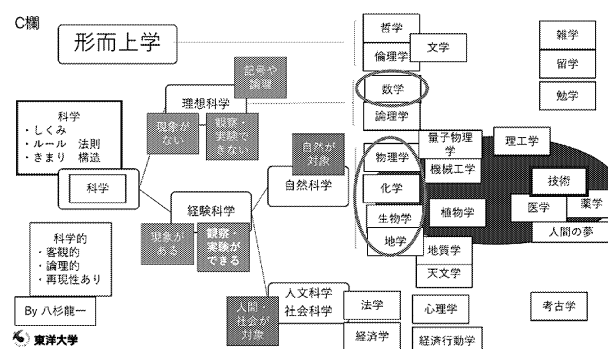 C欄
形而上学
哲学
文学
倫理学
雑学
留学
勉学
記号や
論理
理想科学
現象が
ない
観察・
実験で
きない
数学
論理学
科学
・しくみ
・ルール　法則
・きまり　構造
自然が
対象
自然科学
物理学
量子物理
学
機械工学
理工学
科学
化学
技術
経験科学
現象が
ある
観察・
実験が
できる
生物学
植物学
医学
薬学
人間の夢
地学
地質学
天文学
科学的
・客観的
・論理的
・再現性あり
By 八杉龍一
人間・
社会が
対象
人文科学
社会科学
法学
心理学
考古学
経済学
経済行動学
東洋大学